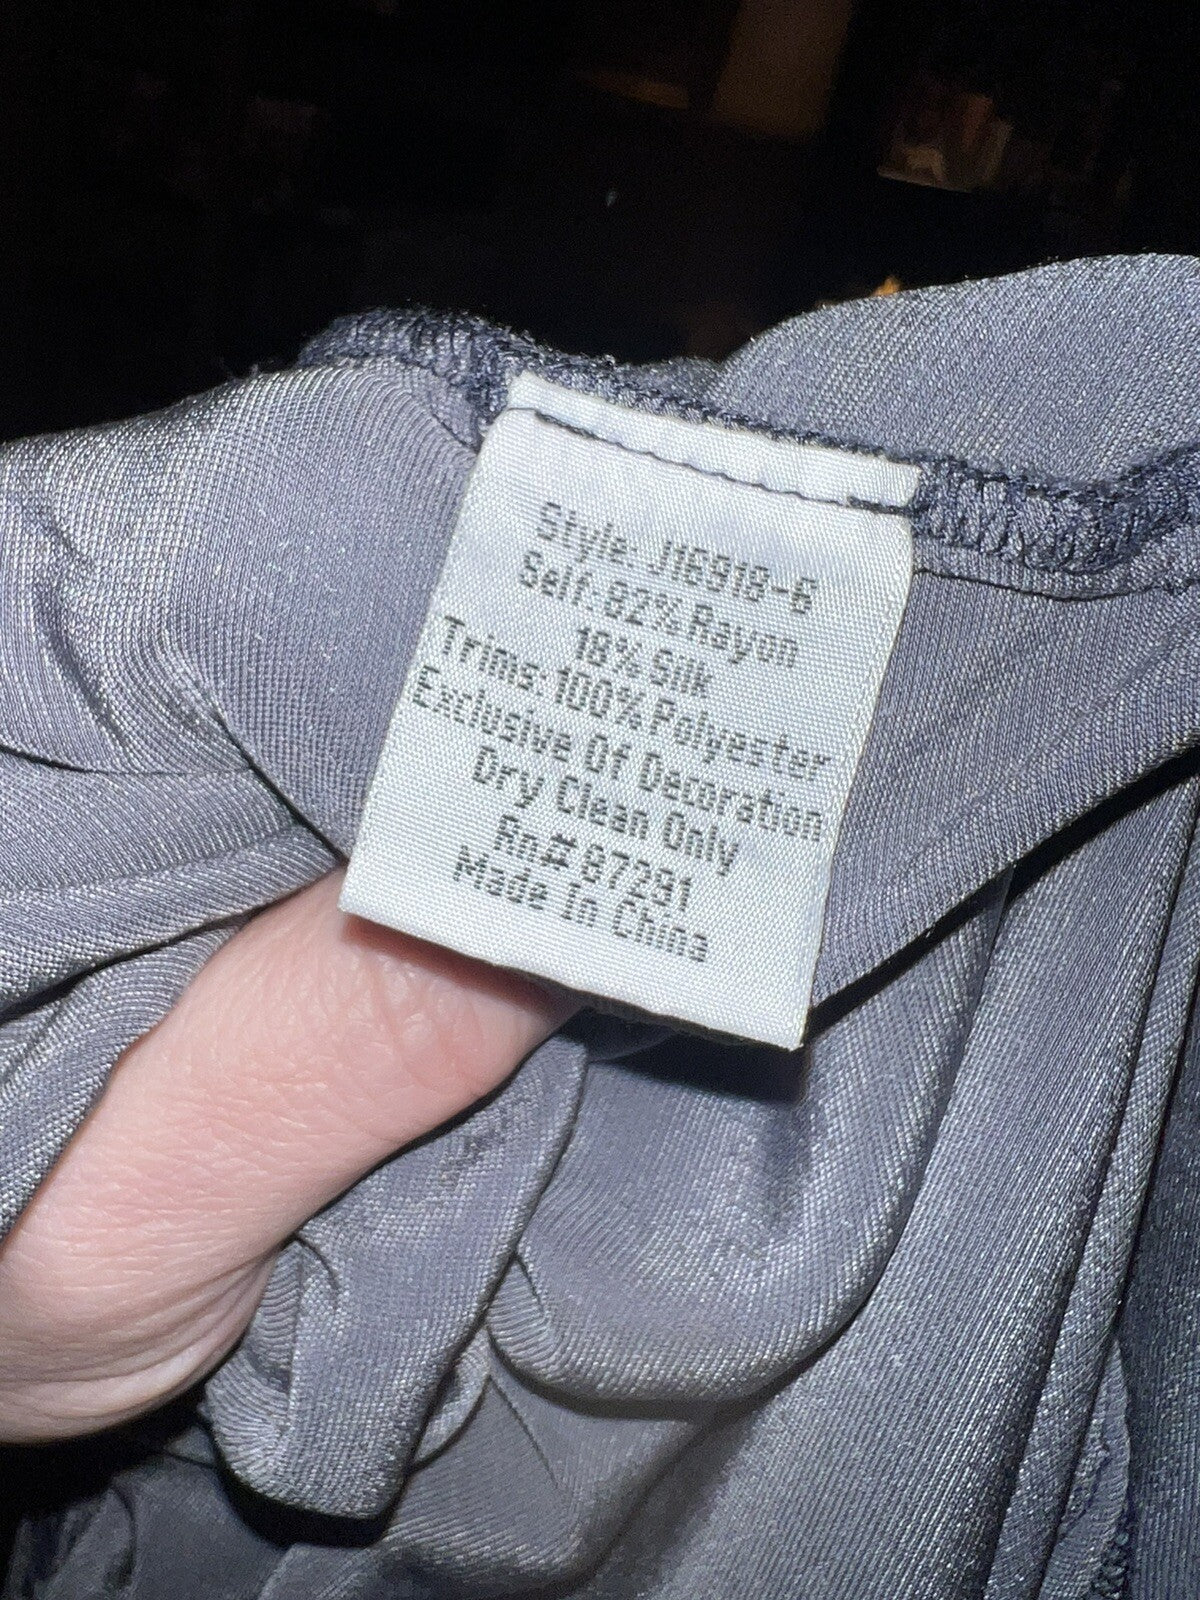 Style: J16918-6
Self: 82% Rayon
18% Silk
Trims: 100% Polyester
Exclusive Of Decoration
Dry Clean Only
Rn# 87291
Made In China